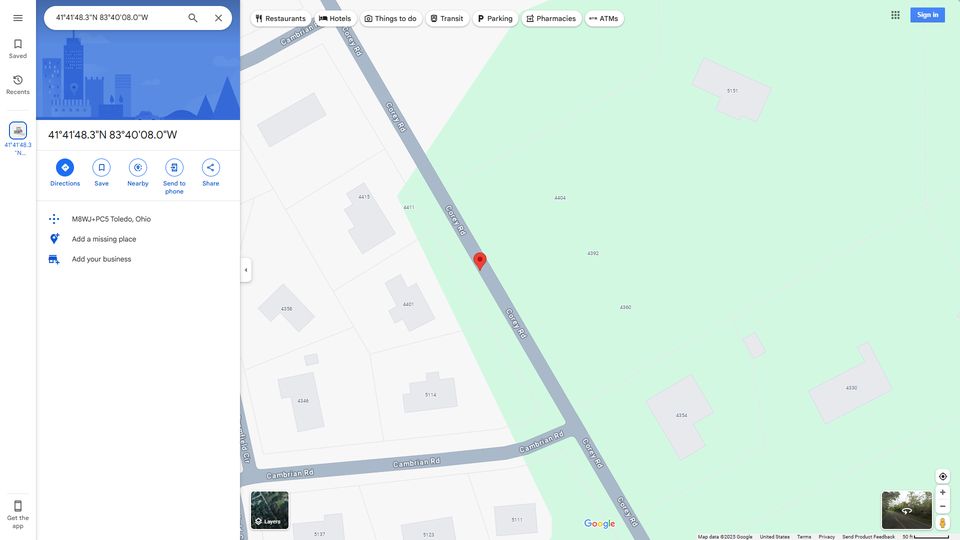 41°41'48.3"N 83°40'08.0"W
Restaurants
Hotels
Things to do
Transit
Parking
Pharmacies
ATMs
Sign in
Saved
Recents
41°41'48.3
"N...
41°41'48.3"N 83°40'08.0"W
Directions
Save
Nearby
Send to
phone
Share
M8WJ+PC5 Toledo, Ohio
Add a missing place
Add your business
Get the
app
Corey Rd
Corey Rd
Corey Rd
Corey Rd
Corey Rd
Corey Rd
Cambrian Rd
Cambrian Rd
Cambrian Rd
5151
4415
4411
4404
4392
4401
4360
4358
4346
5114
4354
4330
5137
5123
5111
Layers
Google
Map data ©2025 Google
United States
Terms
Privacy
Send Product Feedback
50 ft